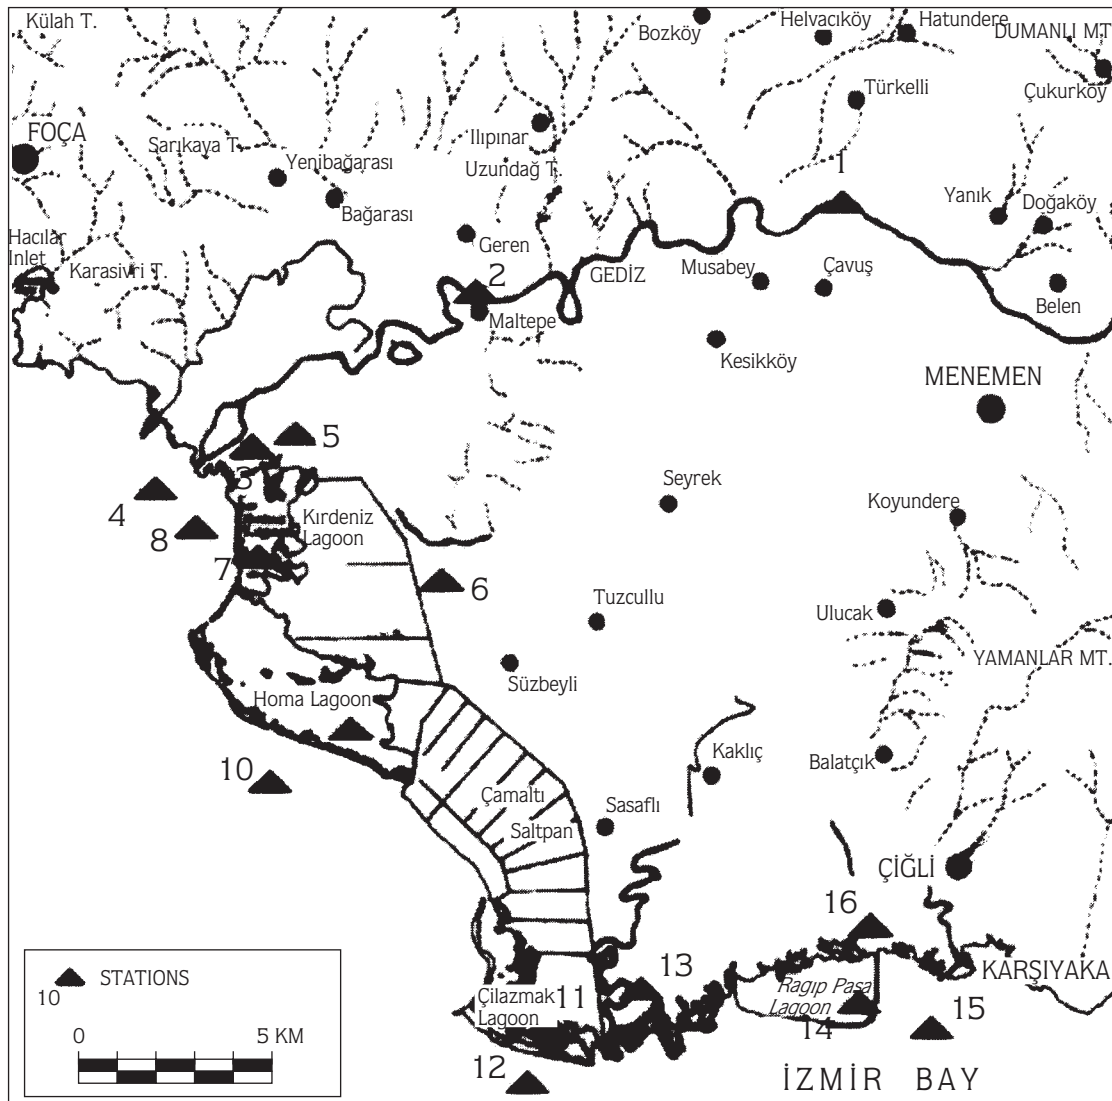 Külah T.
Bozköy
Helvacıköy
Hatundere
DUMANLI MT.
Çukurköy
Türkelli
FOÇA
Sarıkaya T.
Yenibağarası
Ilıpınar
Uzundağ T.
1
Yanık
Doğaköy
Bağarası
Hacılar
Inlet
Karasivri T.
Geren
2
GEDİZ
Musabey
Çavuş
Belen
Maltepe
Kesikköy
MENEMEN
5
3
4
8
Kırdeniz
Lagoon
Seyrek
Koyundere
7
6
Tuzcullu
Ulucak
YAMANLAR MT.
Süzbeyli
Homa Lagoon
10
Kaklıç
Balatçık
Çamaltı
Saltpan
Sasaflı
ÇİĞLİ
16
13
KARŞIYAKA
STATIONS
10
0 5 KM
Çilazmak
Lagoon
11
Ragıp Paşa
Lagoon
14
15
12
İZMİR BAY